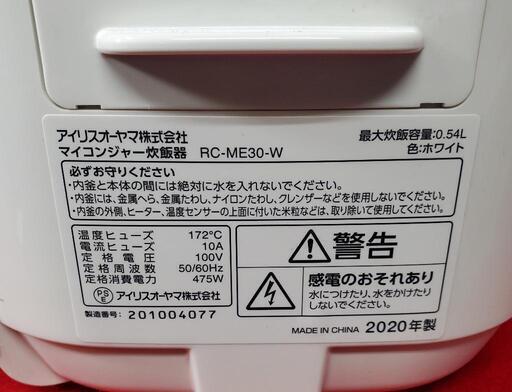 アイリスオーヤマ株式会社
マイコンジャー炊飯器 RC-ME30-W
最大炊飯容量:0.54L
色:ホワイト
必ずお守りください
・内釜と本体の間には絶対に水を入れないでください。
・内釜には、金属へら、金属たわし、ナイロンたわし、クレンザーなどを使用しないでください。
・内釜の外側、ヒーター、温度センサーの上面に付いた米粒などは、取り除いて使用してください。
温度ヒューズ 172℃
電流ヒューズ 10A
定格電圧 100V
定格周波数 50/60Hz
定格消費電力 475W
PSE アイリスオーヤマ株式会社
製造番号: 201004077
警告
感電のおそれあり
水につけたり、水をかけたり
しないでください。
MADE IN CHINA 2020年製